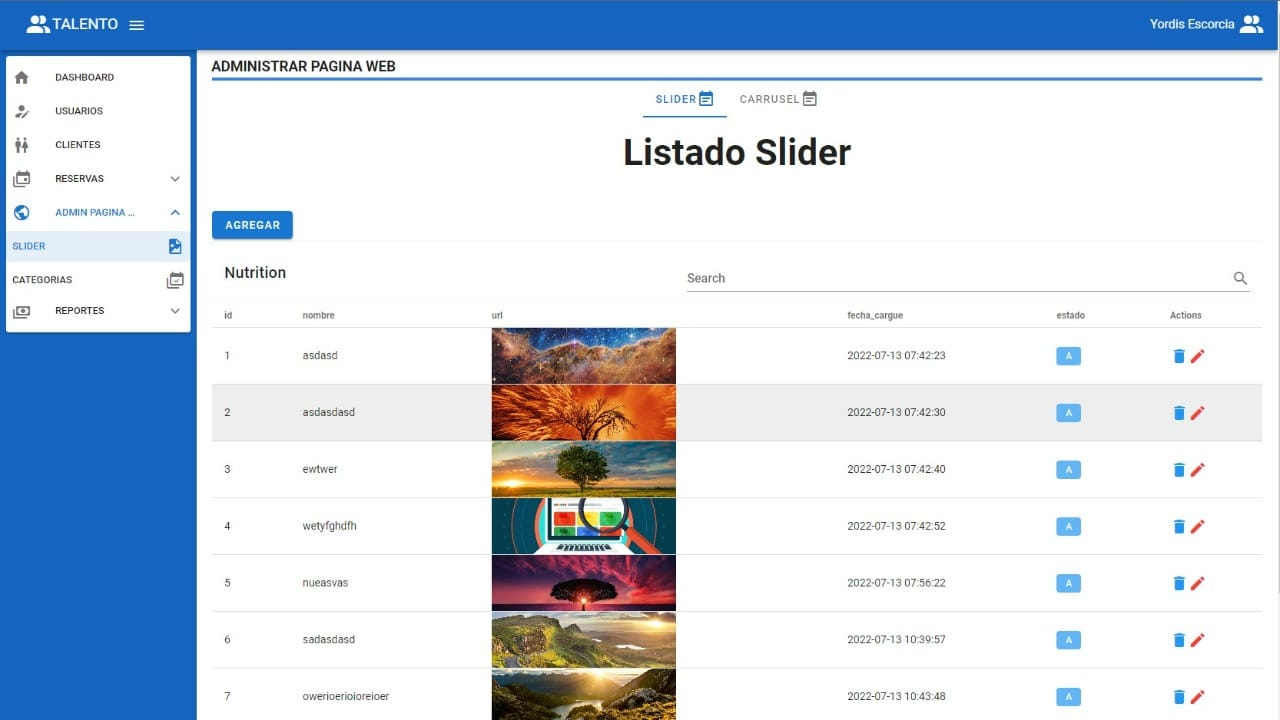 TALENTO
Yordis Escorcia
DASHBOARD
USUARIOS
CLIENTES
RESERVAS
ADMIN PAGINA ...
SLIDER
CATEGORIAS
REPORTES
ADMINISTRAR PAGINA WEB
SLIDER CARRUSEL
Listado Slider
AGREGAR
Nutrition
Search
id nombre url fecha_cargue estado Actions
1 asdasd 2022-07-13 07:42:23 A
2 asdasdasd 2022-07-13 07:42:30 A
3 ewtwer 2022-07-13 07:42:40 A
4 wetyfghdfh 2022-07-13 07:42:52 A
5 nueasvas 2022-07-13 07:56:22 A
6 sadasdasd 2022-07-13 10:39:57 A
7 owerioerioioreioer 2022-07-13 10:43:48 A